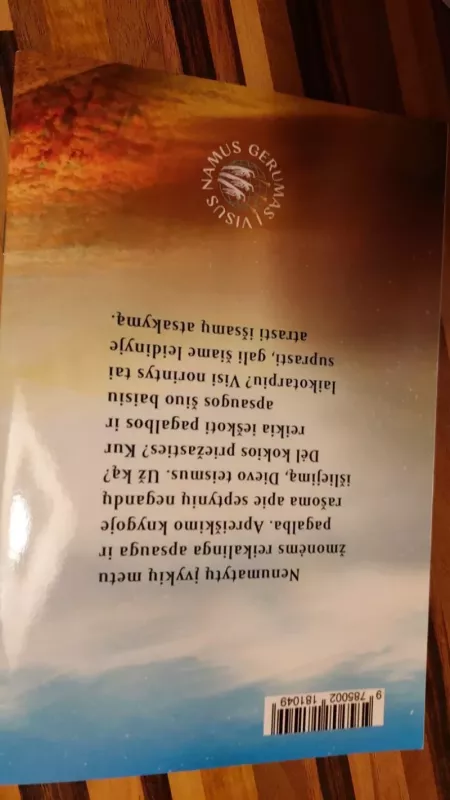 Nenumatytų įvykių metu
žmonėms reikalinga apsauga ir
pagalba. Apreiškimo knygoje
rašoma apie septynių negandų
išliejimą, Dievo teismus. Už ką?
Dėl kokios priežasties? Kur
reikia ieškoti pagalbos ir
apsaugos šiuo baisiu
laikotarpiu? Visi norintys tai
suprasti, gali šiame leidinyje
atrasti išsamų atsakymą.
GERUMAS Į VISUS NAMUS
9 785002 181049